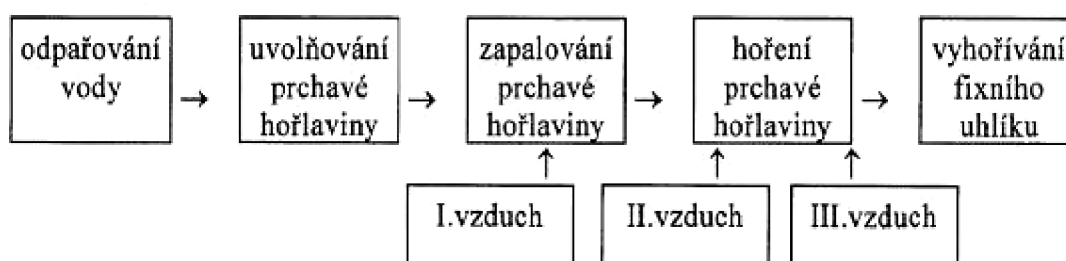 odpařování
vody
→
uvolňování
prchavé
hořlaviny
→
zapalování
prchavé
hořlaviny
→
hoření
prchavé
hořlaviny
→
vyhořívání
fixního
uhlíku
↑
↑
↑
I.vzduch
II.vzduch
III.vzduch